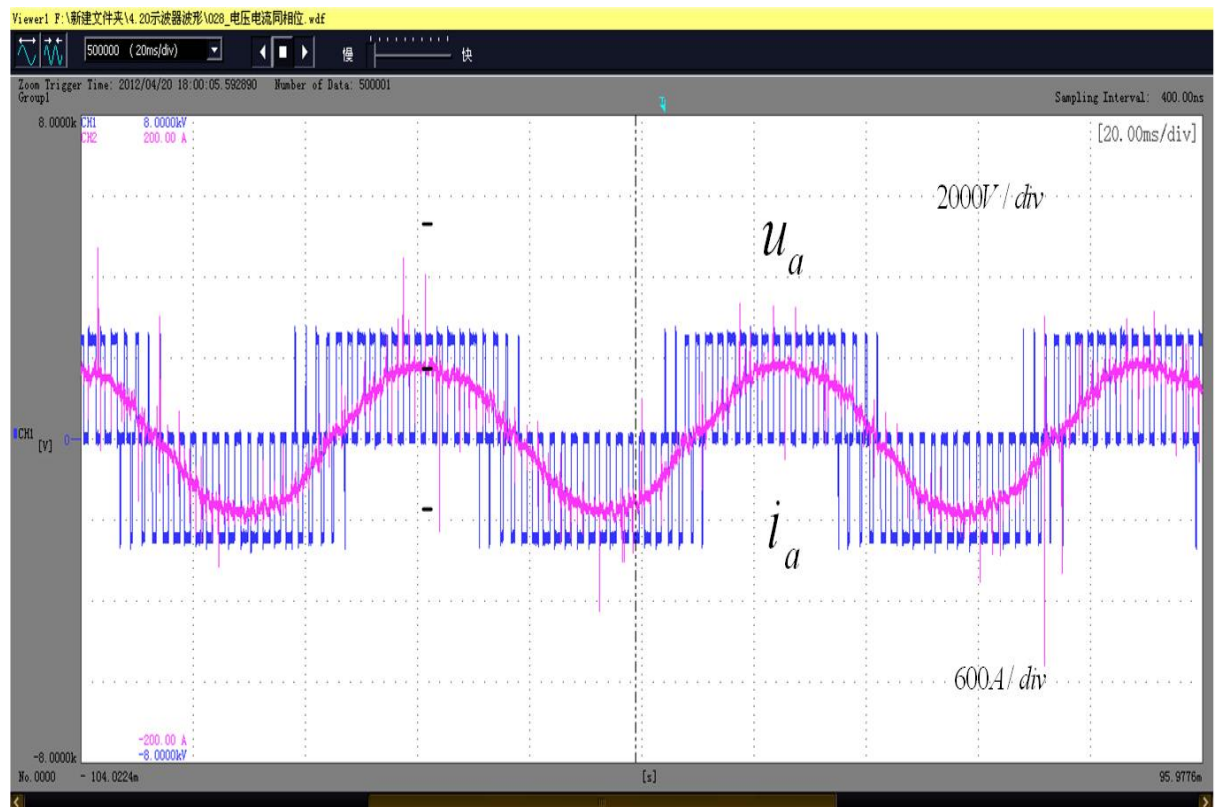 Viewer1 F:\新建文件夹\4.20示波器波形\028_电压电流同相位.wdf
500000 (20ms/div)
慢 快
Zoom Trigger Time: 2012/04/20 18:00:05.592890 Number of Data: 500001
Group1
Sampling Interval: 400.00ns
8.0000k CH1 8.0000kV
CH2 200.00 A
[20.00ms/div]
2000V / div
u_a
CH1 [V] 0
i_a
600A / div
-200.00 A
-8.0000k -8.0000kV
No.0000 - 104.0224m [s] 95.9776m